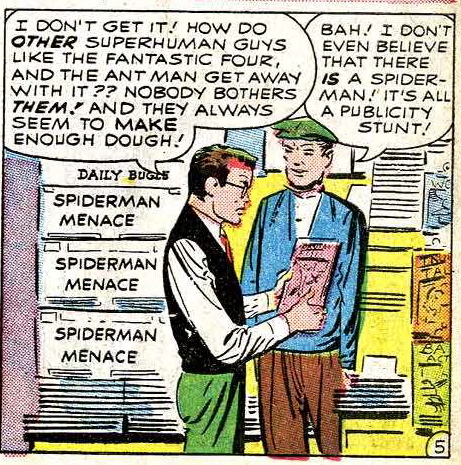 I DON'T GET IT! HOW DO
OTHER SUPERHUMAN GUYS
LIKE THE FANTASTIC FOUR,
AND THE ANT MAN GET AWAY
WITH IT?? NOBODY BOTHERS
THEM! AND THEY ALWAYS
SEEM TO MAKE
ENOUGH DOUGH!
BAH! I DON'T
EVEN BELIEVE
THAT THERE
IS A SPIDER-
MAN! IT'S ALL
A PUBLICITY
STUNT!
DAILY BUGLE
SPIDERMAN
MENACE
SPIDERMAN
MENACE
SPIDERMAN
MENACE
5